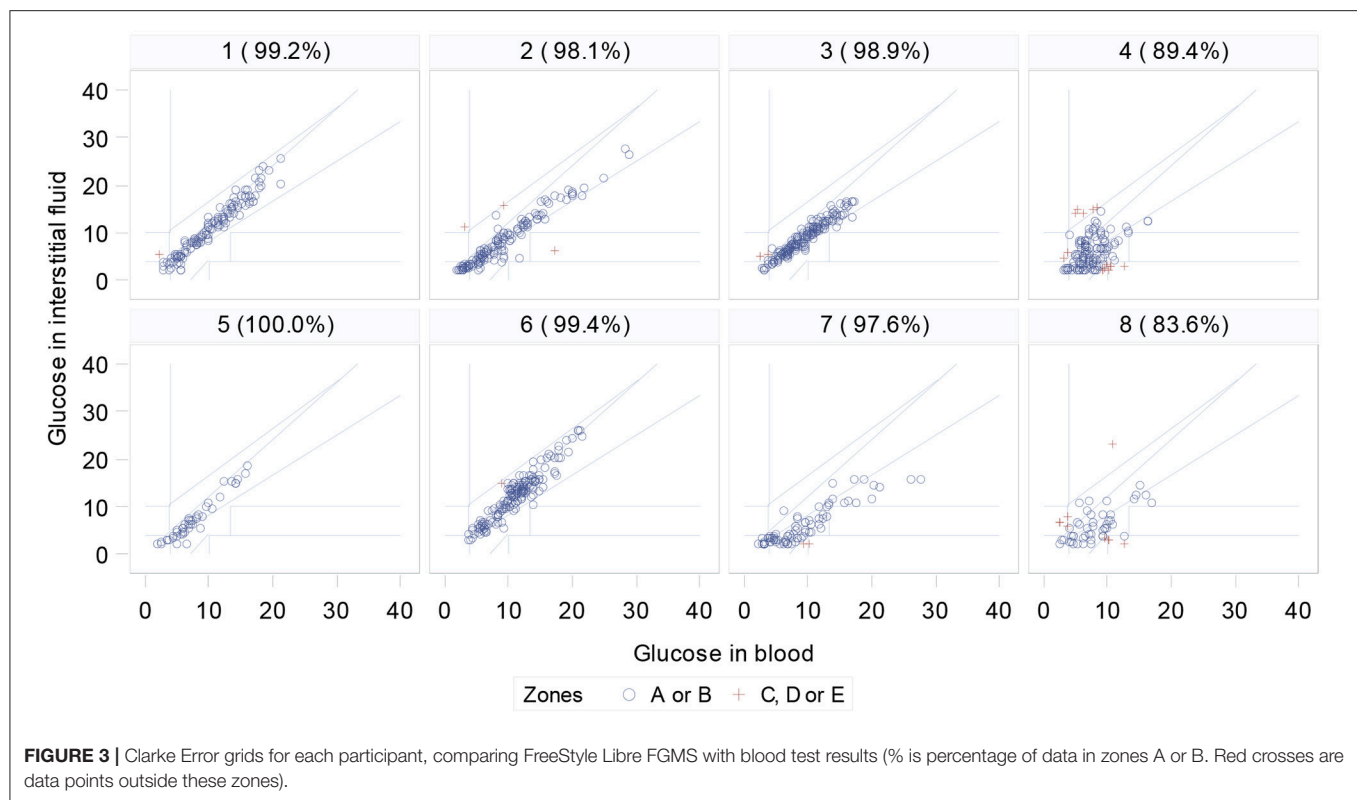 1 ( 99.2%)
2 ( 98.1%)
3 ( 98.9%)
4 ( 89.4%)
40
30
20
10
0
5 (100.0%)
6 ( 99.4%)
7 ( 97.6%)
8 ( 83.6%)
40
30
20
10
0
Glucose in interstitial fluid
0 10 20 30 40 0 10 20 30 40 0 10 20 30 40 0 10 20 30 40
Glucose in blood
Zones A or B C, D or E
FIGURE 3 | Clarke Error grids for each participant, comparing FreeStyle Libre FGMS with blood test results (% is percentage of data in zones A or B. Red crosses are
data points outside these zones).